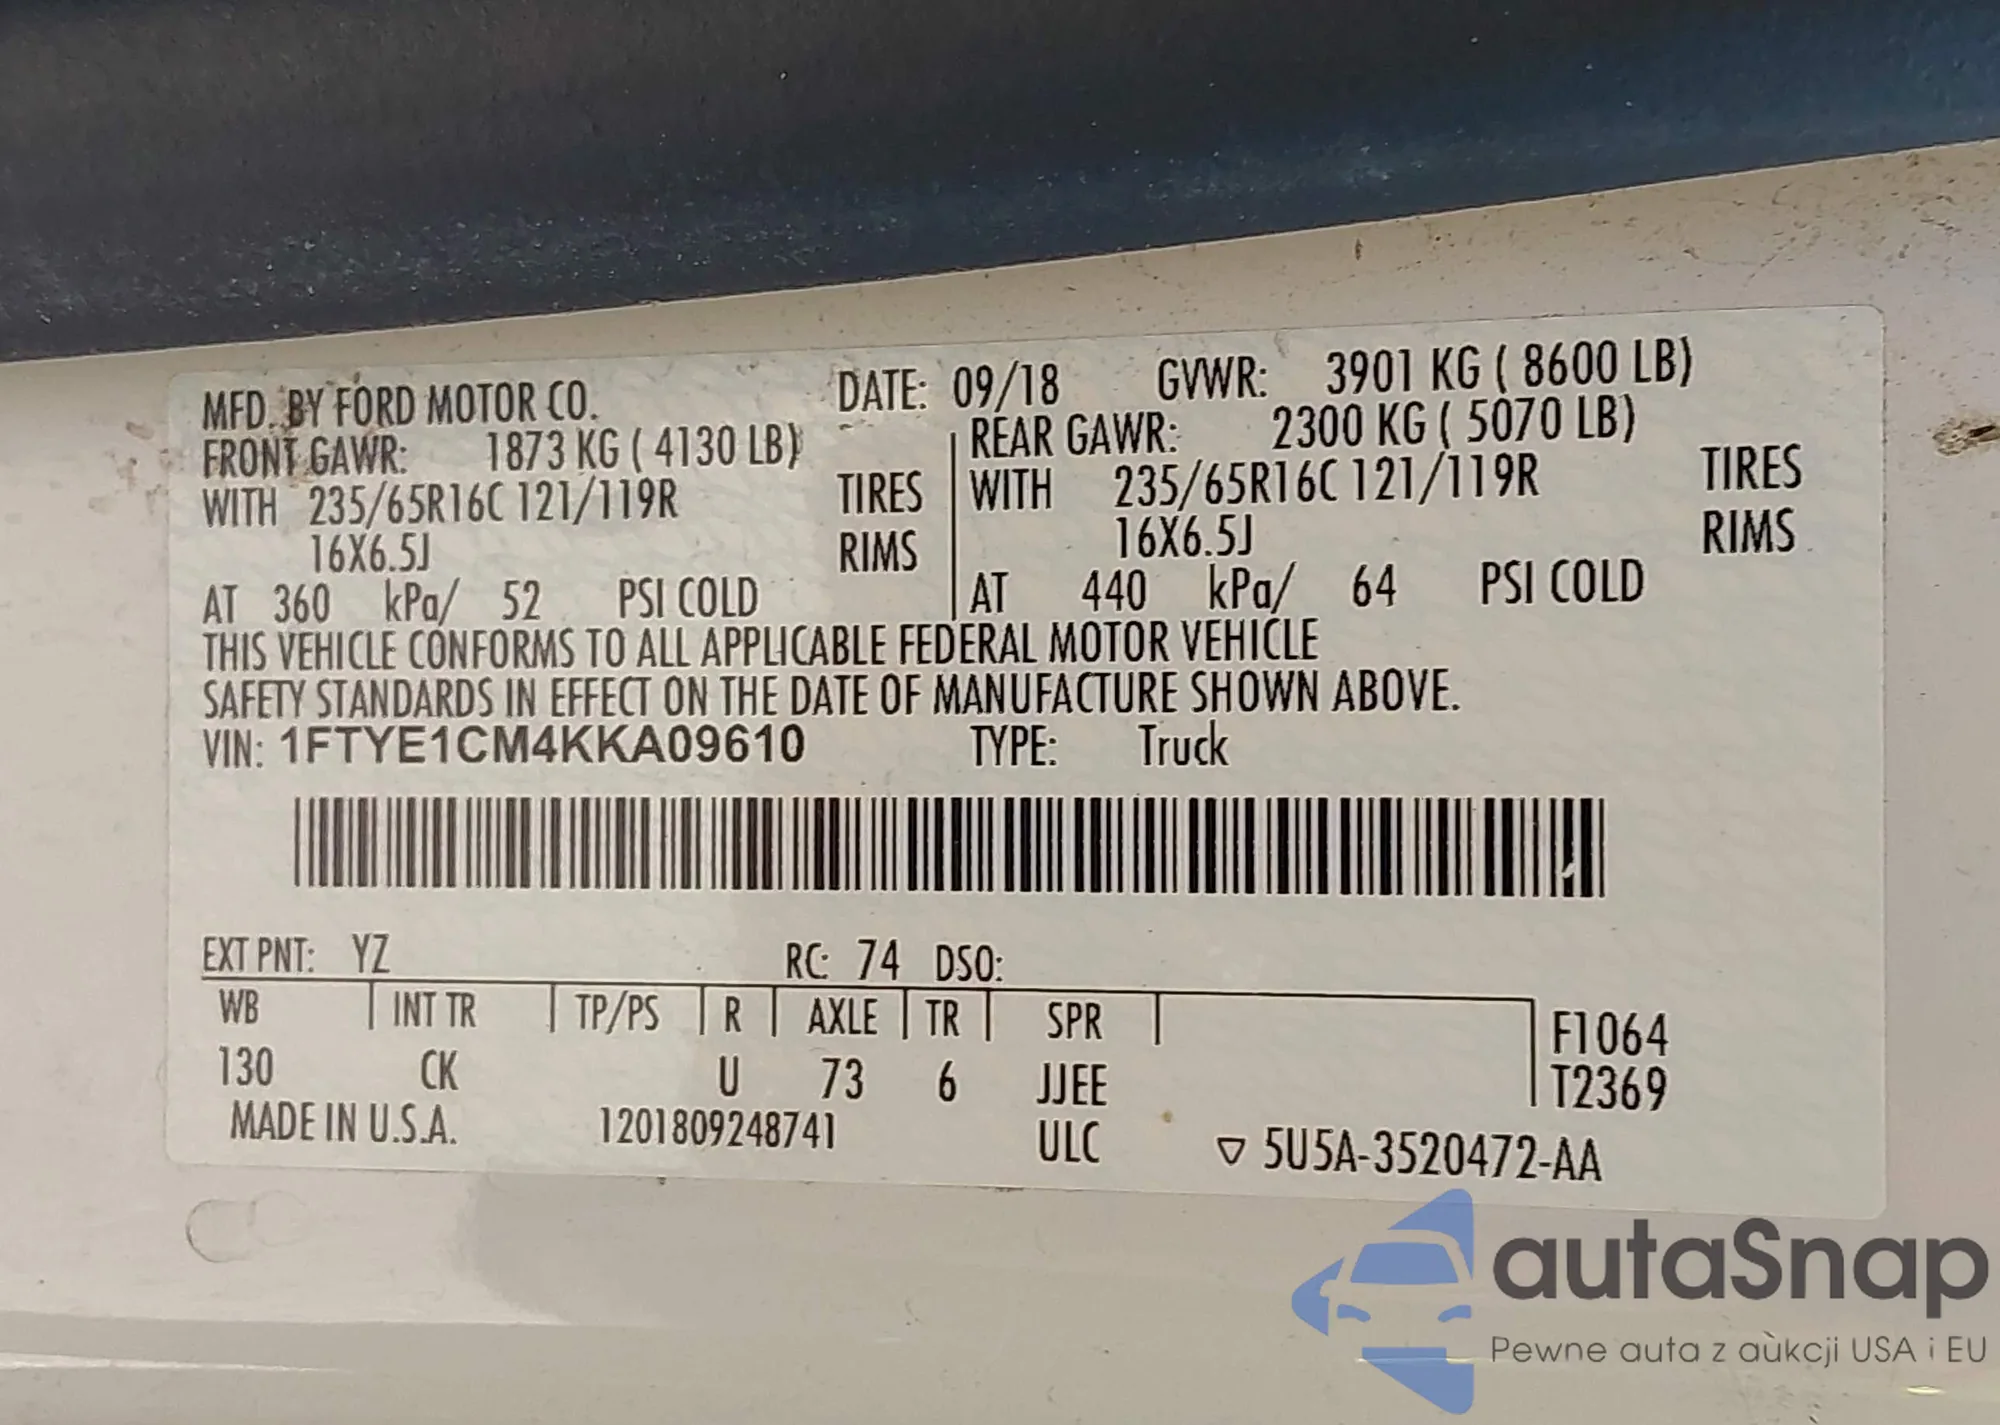 MFD. BY FORD MOTOR CO. DATE: 09/18 GVWR: 3901 KG ( 8600 LB)
FRONT GAWR: 1873 KG ( 4130 LB) REAR GAWR: 2300 KG ( 5070 LB)
WITH 235/65R16C 121/119R TIRES WITH 235/65R16C 121/119R TIRES
16X6.5J RIMS 16X6.5J RIMS
AT 360 kPa/ 52 PSI COLD AT 440 kPa/ 64 PSI COLD
THIS VEHICLE CONFORMS TO ALL APPLICABLE FEDERAL MOTOR VEHICLE
SAFETY STANDARDS IN EFFECT ON THE DATE OF MANUFACTURE SHOWN ABOVE.
VIN: 1FTYE1CM4KKA09610 TYPE: Truck
EXT PNT: YZ RC: 74 DSO:
WB INT TR TP/PS R AXLE TR SPR F1064
130 CK U 73 6 JJEE T2369
MADE IN U.S.A. 1201809248741 ULC ▽ 5U5A-3520472-AA
autaSnap
Pewne auta z aukcji USA i EU